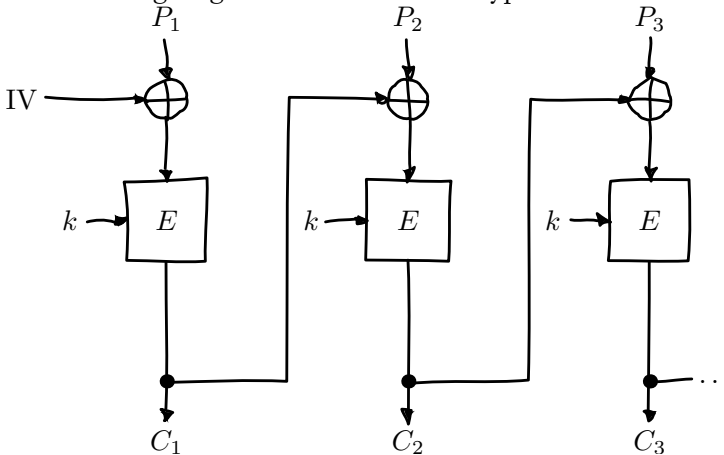 P₁ P₂ P₃
IV
k E k E k E
. .
C₁ C₂ C₃